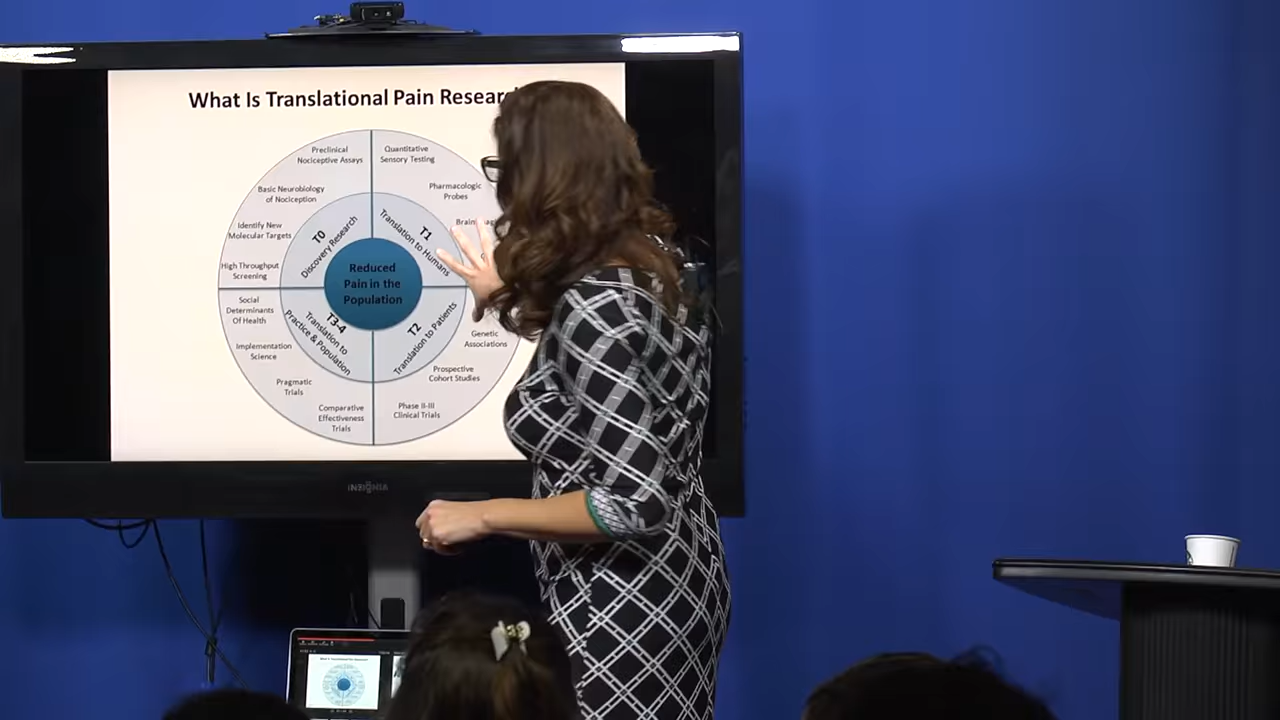 What Is Translational Pain
Preclinical
Nociceptive Assays
Quantitative
Sensory Testing
Basic Neurobiology
of Nociception
Pharmacologic
Probes
Identify New
Molecular Targets
High Throughput
Screening
T0
Discovery Research
T1
Translation to Humans
Reduced
Pain in the
Population
Social
Determinants
Of Health
Implementation
Science
Pragmatic
Trials
Comparative
Effectiveness
Trials
T3-4
Translation to
Practice & Population
T2
Translation to Patients
Genetic
Associations
Prospective
Cohort Studies
Phase II-III
Clinical Trials
INSIGNIA